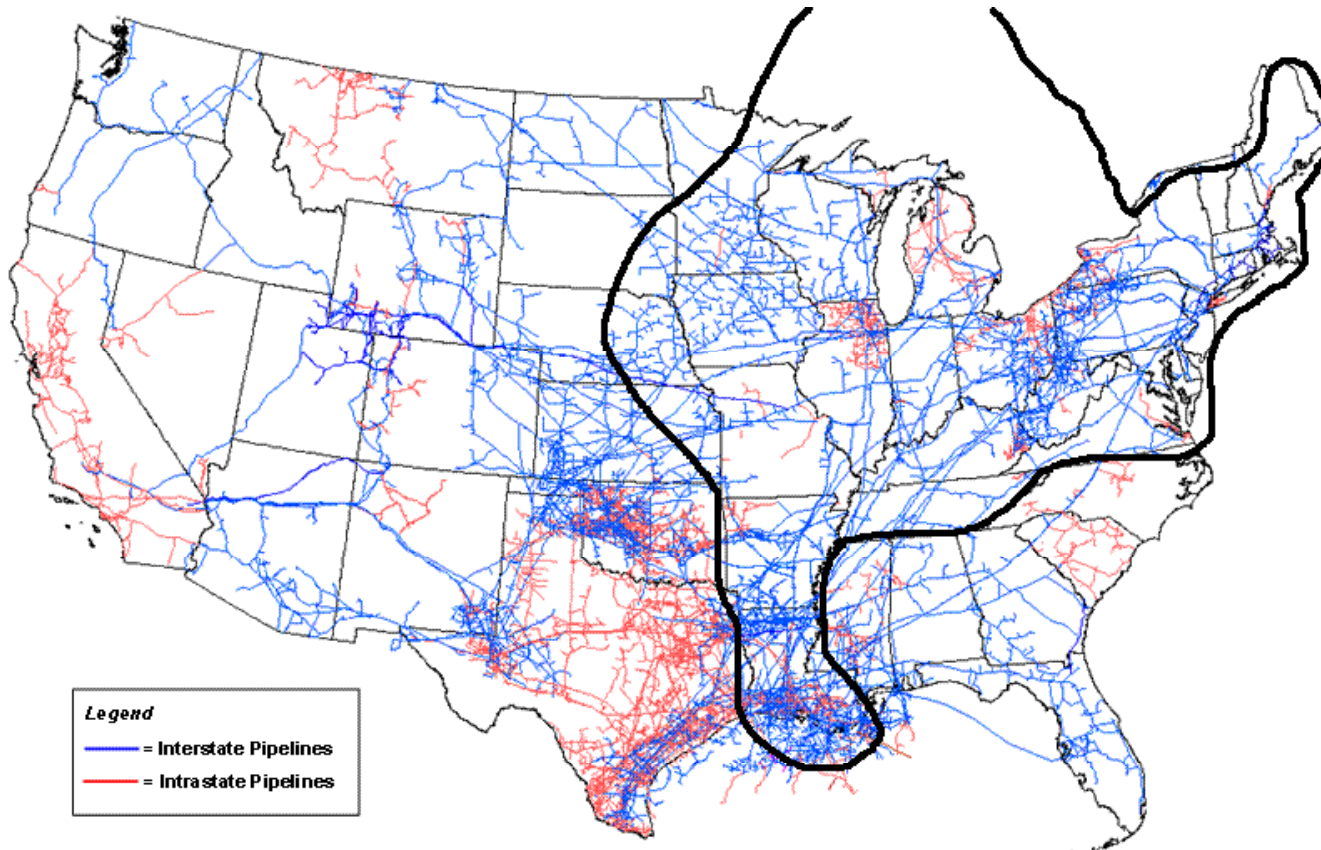 Legend
= Interstate Pipelines
= Intrastate Pipelines